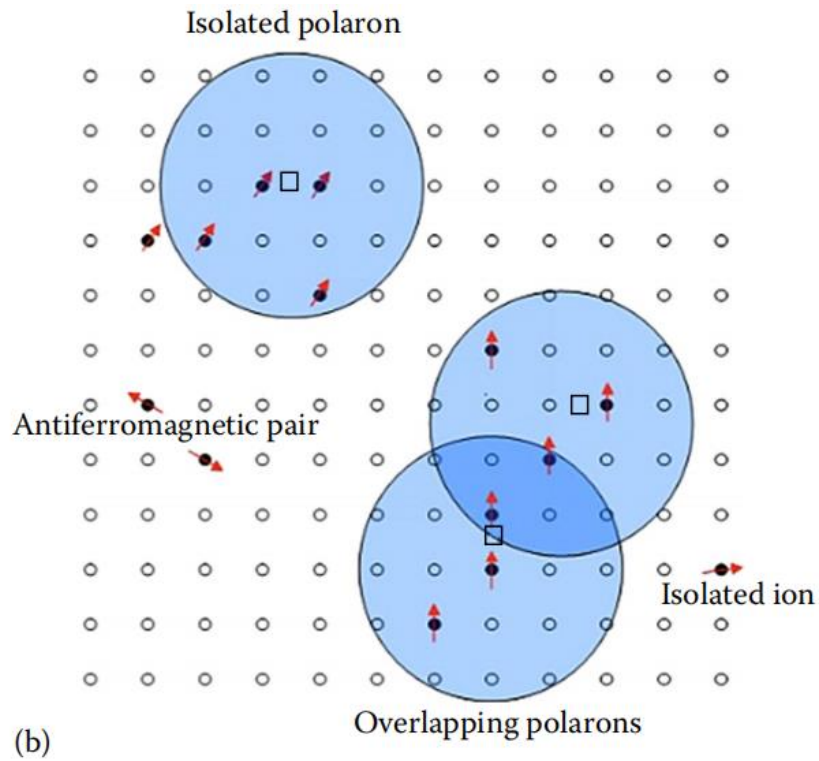 Isolated polaron
Antiferromagnetic pair
Isolated ion
Overlapping polarons
(b)